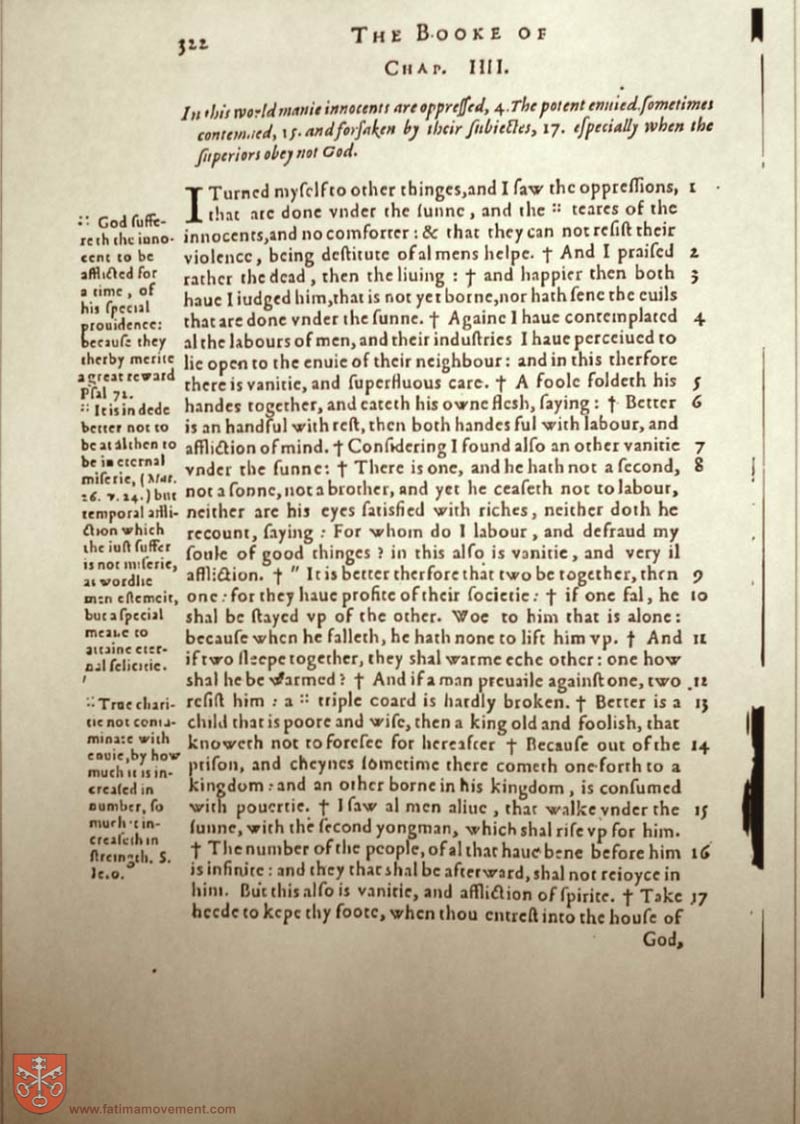 322
THE BOOKE OF
CHAP. IIII.
In this world manie innocents are oppreſſed, 4. The potent enuied. ſometimes
contemned, 15. and forſaken by their ſubiectes, 17. eſpecially when the
ſuperiors obey not God.
I Turned myſelf to other thinges, and I ſaw the oppreſſions, 1
that are done vnder the ſunne, and the :: teares of the
innocents, and no comforter: & that they can not reſiſt their
violence, being deſtitute of al mens helpe. † And I praiſed 2
rather the dead, then the liuing : † and happier then both 3
haue I iudged him, that is not yet borne, nor hath ſene the euils
that are done vnder the ſunne. † Againe I haue contemplated 4
al the labours of men, and their induſtries I haue perceiued to
lie open to the enuie of their neighbour: and in this therfore
there is vanitie, and ſuperfluous care. † A foole foldeth his 5
handes together, and eateth his owne fleſh, ſaying: † Better 6
is an handful with reſt, then both handes ful with labour, and
affliction of mind. † Conſidering I found alſo an other vanitie 7
vnder the ſunne: † There is one, and he hath not a ſecond, 8
not a ſonne, not a brother, and yet he ceaſeth not to labour,
neither are his eyes ſatisfied with riches, neither doth he
recount, ſaying: For whom do I labour, and defraud my
ſoule of good thinges? in this alſo is vanitie, and very il
affliction. † " It is better therfore that two be together, then 9
one: for they haue profite of their ſocietie: † if one fal, he 10
shal be ſtayed vp of the other. Woe to him that is alone:
becauſe when he falleth, he hath none to lift him vp. † And 11
if two ſleepe together, they shal warme eche other: one how
shal he be warmed? † And if a man preuaile againſt one, two 12
reſiſt him: a :: triple coard is hardly broken. † Better is a 13
child that is poore and wiſe, then a king old and foolish, that
knoweth not to foreſee for hereafter † Becauſe out of the 14
priſon, and cheynes ſometime there cometh one forth to a
kingdom: and an other borne in his kingdom, is conſumed
with pouertie. † I ſaw al men aliue, that walke vnder the 15
ſunne, with the ſecond yongman, which shal riſe vp for him.
† The number of the people, of al that haue bene before him 16
is infinite: and they that shal be afterward, shal not reioyce in
him. But this alſo is vanitie, and affliction of ſpirite. † Take 17
heede to kepe thy foote, when thou entreſt into the houſe of
God,
:: God ſuffe-
reth the inno-
cent to be
afflicted for
a time, of
his ſpecial
prouidence:
becauſe they
therby merite
a great reward
Pſal 71.
:: It is in dede
better not to
be at al then to
be in eternal
miſerie, (Mat.
26. v. 24.) but
temporal affli-
ction which
the iuſt ſuffer
is not miſerie,
as wordlie
men eſtemeit,
but a ſpecial
meane to
attaine eter-
nal felicitie.
:: True chari-
tie not conta-
minate with
enuie, by how
much it is in-
creaſed in
number, ſo
much it in-
creaſeth in
ſtreingth. S.
Iero.
www.fatimamovement.com